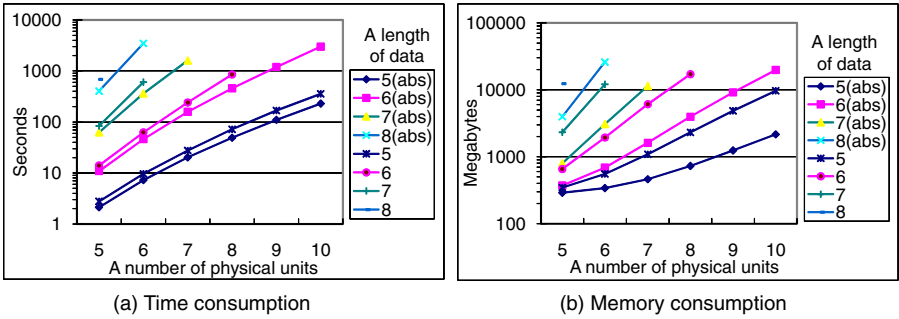 10000
1000
100
10
1
Seconds
5 6 7 8 9 10
A number of physical units
A length
of data
5(abs)
6(abs)
7(abs)
8(abs)
5
6
7
8
(a) Time consumption
100000
10000
1000
100
Megabytes
5 6 7 8 9 10
A number of physical units
A length
of data
5(abs)
6(abs)
7(abs)
8(abs)
5
6
7
8
(b) Memory consumption